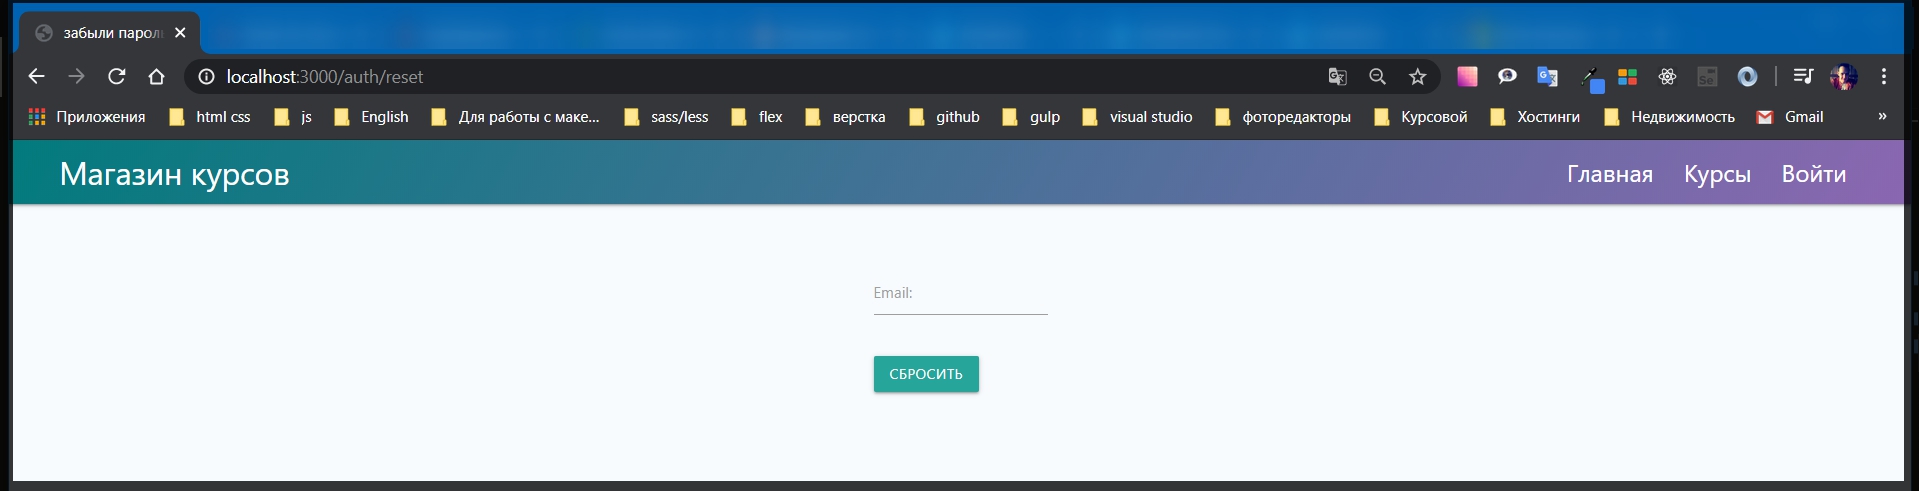 забыли парол
localhost:3000/auth/reset
Приложения html css js English Для работы с маке... sass/less flex верстка github gulp visual studio фоторедакторы Курсовой Хостинги Недвижимость Gmail »
Магазин курсов Главная Курсы Войти
Email:
СБРОСИТЬ